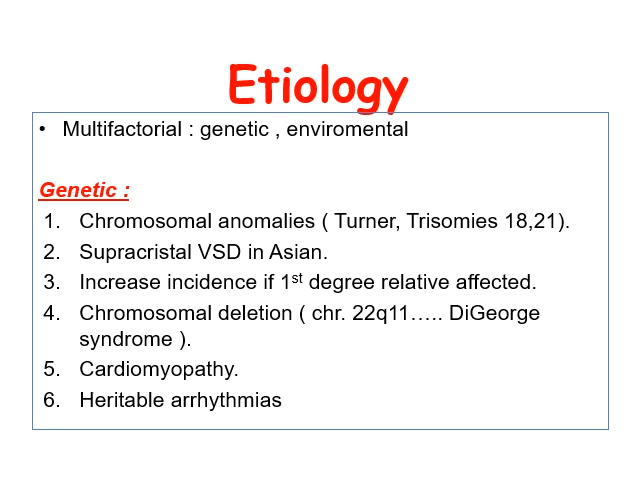 Etiology
• Multifactorial : genetic , enviromental
Genetic :
1. Chromosomal anomalies ( Turner, Trisomies 18,21).
2. Supracristal VSD in Asian.
3. Increase incidence if 1st degree relative affected.
4. Chromosomal deletion ( chr. 22q11….. DiGeorge
syndrome ).
5. Cardiomyopathy.
6. Heritable arrhythmias